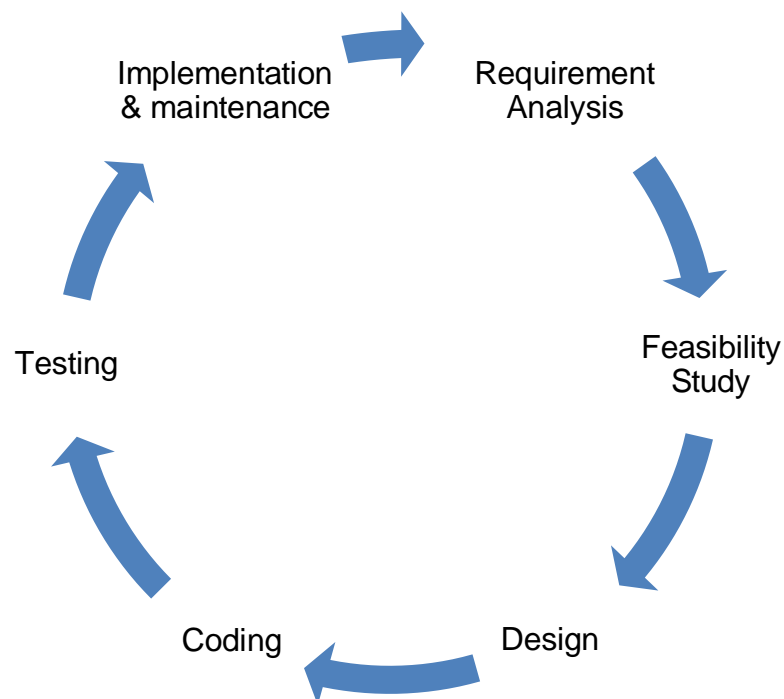 Implementation
& maintenance
Requirement
Analysis
Feasibility
Study
Design
Coding
Testing